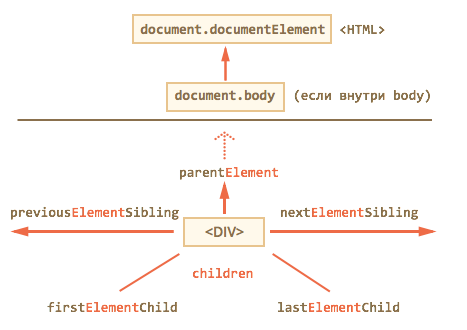 document.documentElement <HTML>
document.body (если внутри body)
parentElement
previousElementSibling nextElementSibling
<DIV>
children
firstElementChild lastElementChild